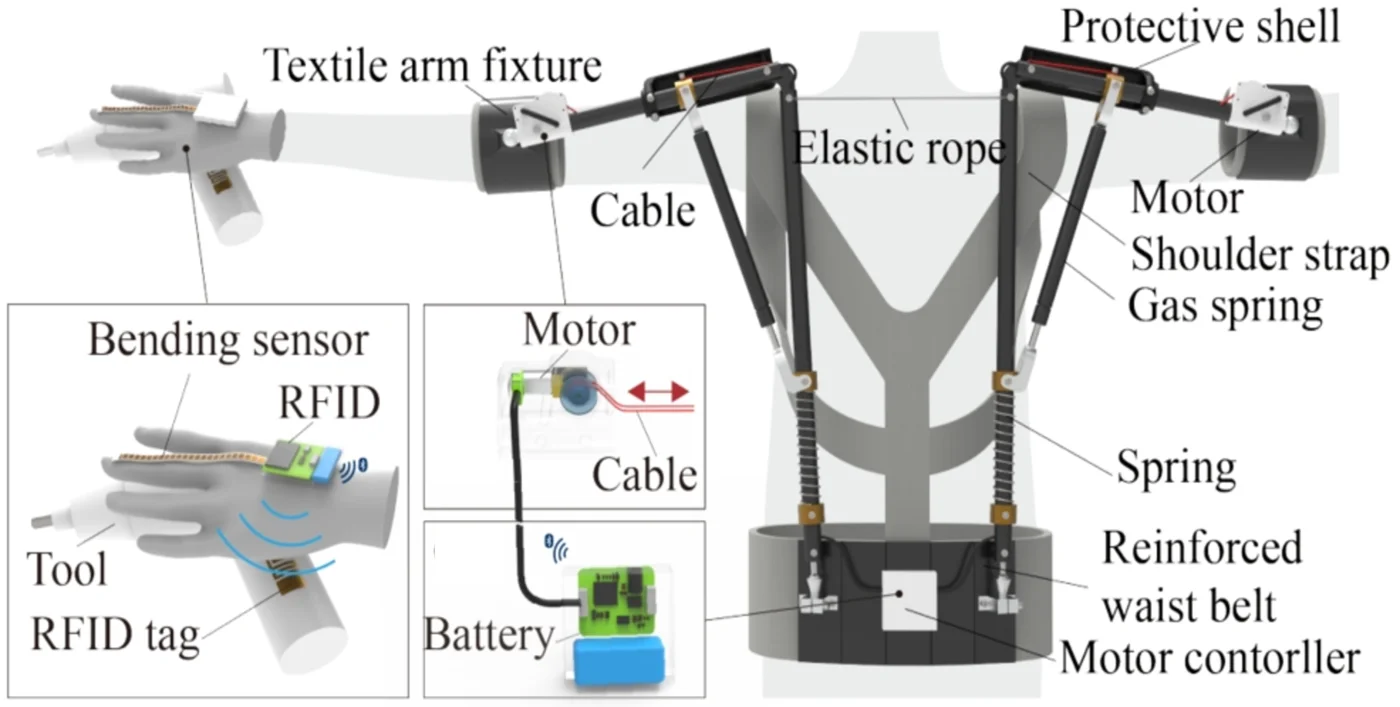 Protective shell
Textile arm fixture
Elastic rope
Cable
Motor
Shoulder strap
Gas spring
Bending sensor
RFID
Tool
RFID tag
Motor
Cable
Battery
Spring
Reinforced
waist belt
Motor contorller